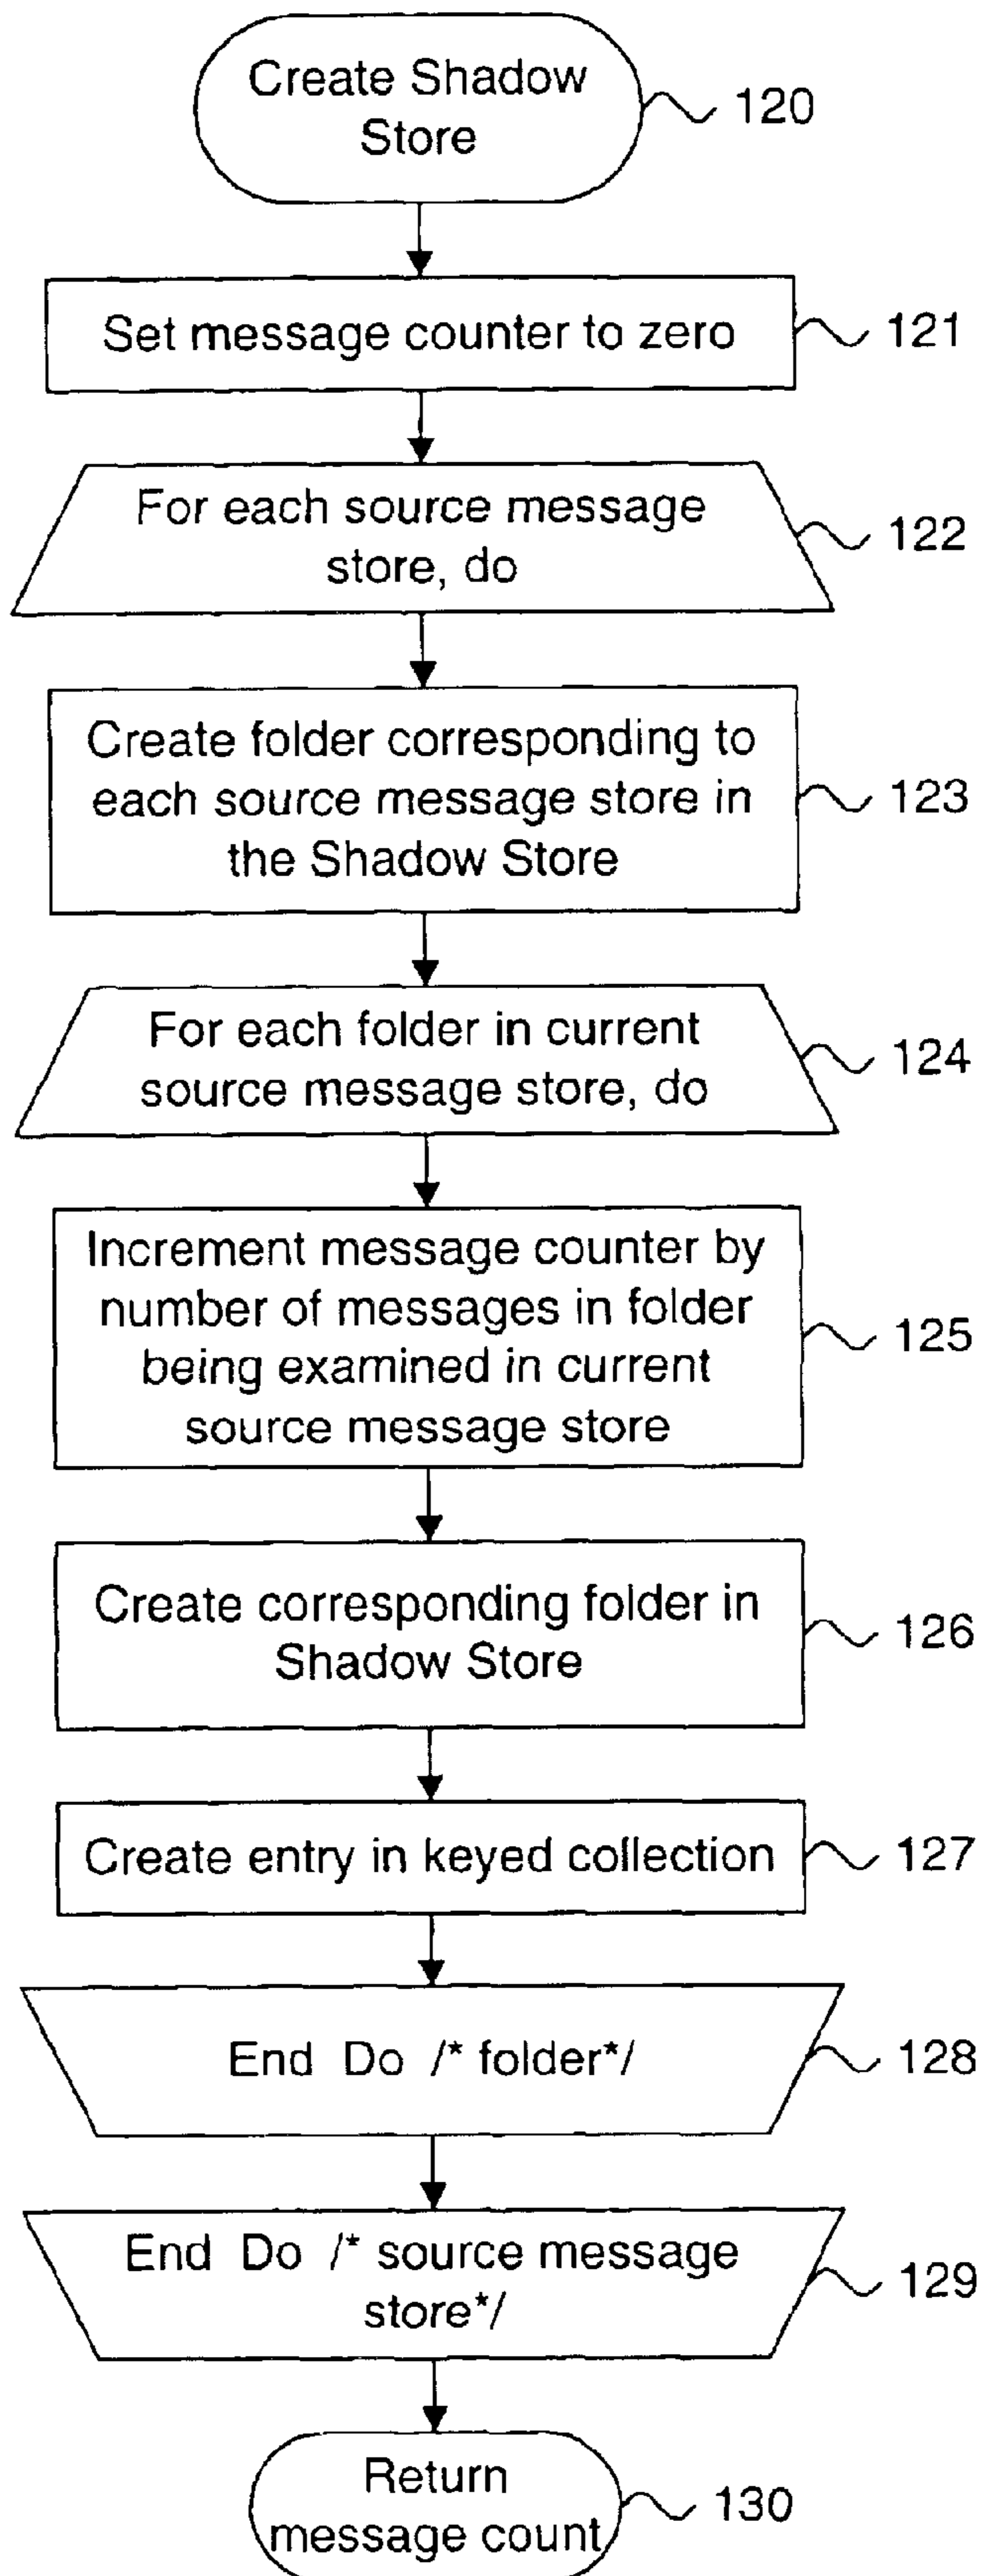 Create Shadow
Store
120
Set message counter to zero
121
For each source message
store, do
122
Create folder corresponding to
each source message store in
the Shadow Store
123
For each folder in current
source message store, do
124
Increment message counter by
number of messages in folder
being examined in current
source message store
125
Create corresponding folder in
Shadow Store
126
Create entry in keyed collection
127
End Do /* folder*/
128
End Do /* source message
store*/
129
Return
message count
130